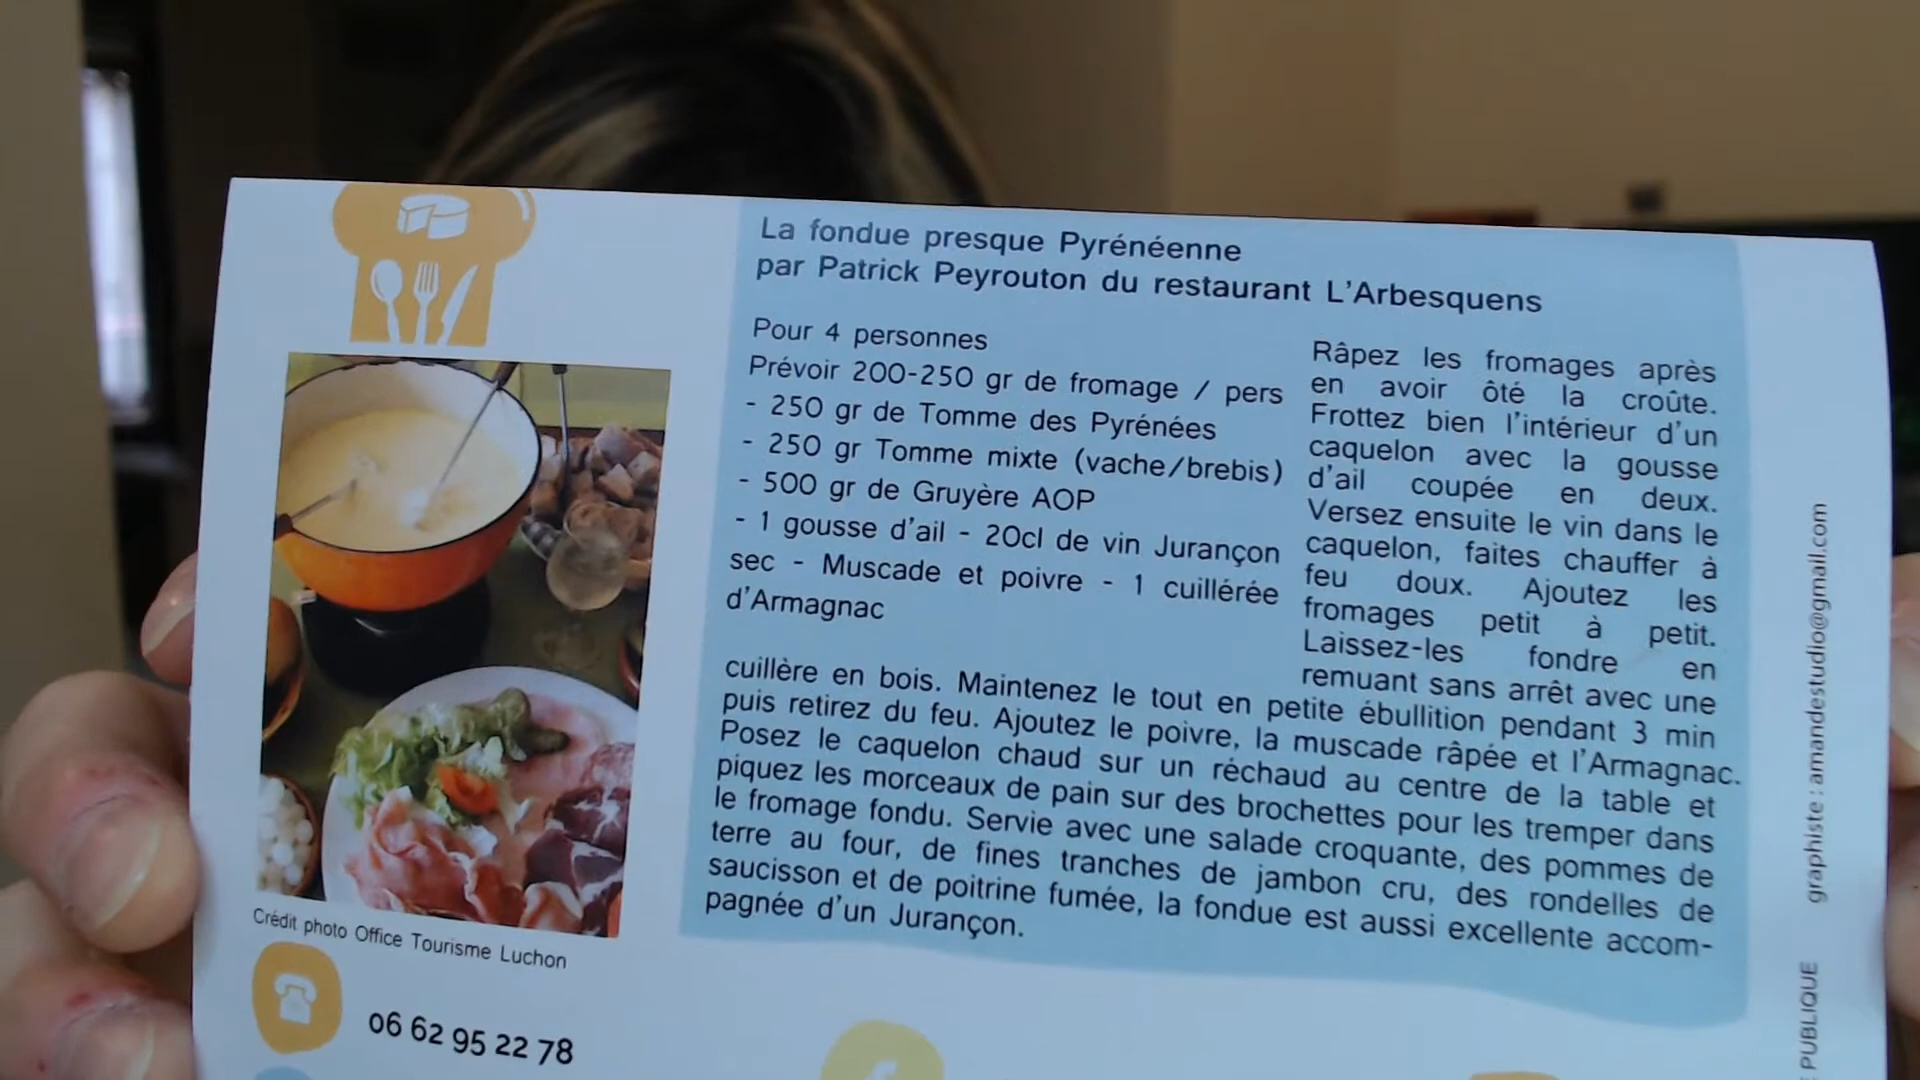 La fondue presque Pyrénéenne
par Patrick Peyrouton du restaurant L'Arbesquens
Pour 4 personnes
Prévoir 200-250 gr de fromage / pers
- 250 gr de Tomme des Pyrénées
- 250 gr Tomme mixte (vache/brebis)
- 500 gr de Gruyère AOP
- 1 gousse d'ail - 20cl de vin Jurançon
sec - Muscade et poivre - 1 cuillérée
d'Armagnac
Râpez les fromages après
en avoir ôté la croûte.
Frottez bien l'intérieur d'un
caquelon avec la gousse
d'ail coupée en deux.
Versez ensuite le vin dans le
caquelon, faites chauffer à
feu doux. Ajoutez les
fromages petit à petit.
Laissez-les fondre en
remuant sans arrêt avec une
cuillère en bois. Maintenez le tout en petite ébullition pendant 3 min
puis retirez du feu. Ajoutez le poivre, la muscade râpée et l'Armagnac.
Posez le caquelon chaud sur un réchaud au centre de la table et
piquez les morceaux de pain sur des brochettes pour les tremper dans
le fromage fondu. Servie avec une salade croquante, des pommes de
terre au four, de fines tranches de jambon cru, des rondelles de
saucisson et de poitrine fumée, la fondue est aussi excellente accom-
pagnée d'un Jurançon.
Crédit photo Office Tourisme Luchon
06 62 95 22 78
graphiste : amandestudio@gmail.com
PUBLIQUE